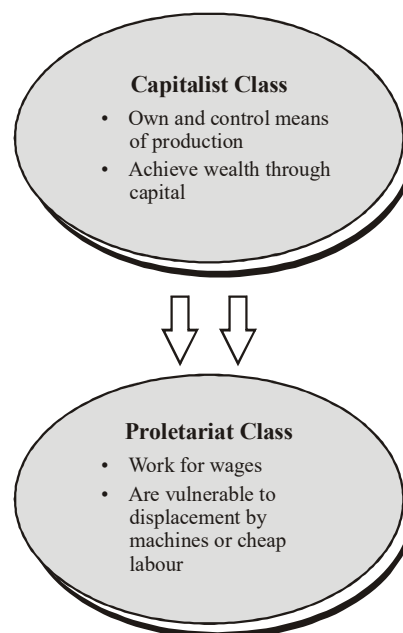 Capitalist Class
• Own and control means
of production
• Achieve wealth through
capital
Proletariat Class
• Work for wages
• Are vulnerable to
displacement by
machines or cheap
labour